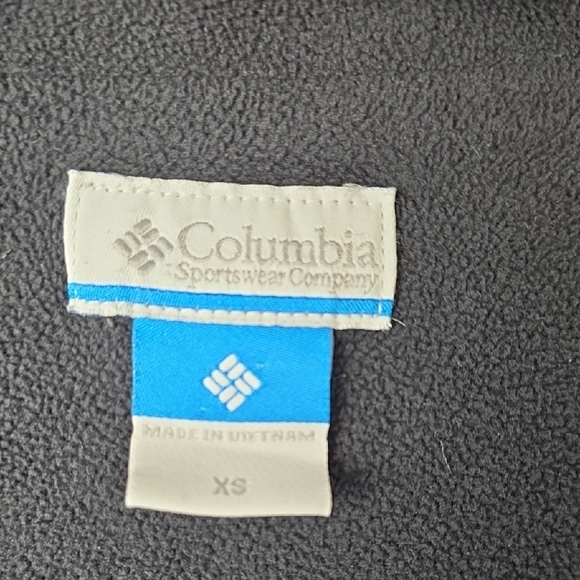 Columbia
Sportswear Company
MADE IN VIETNAM
XS